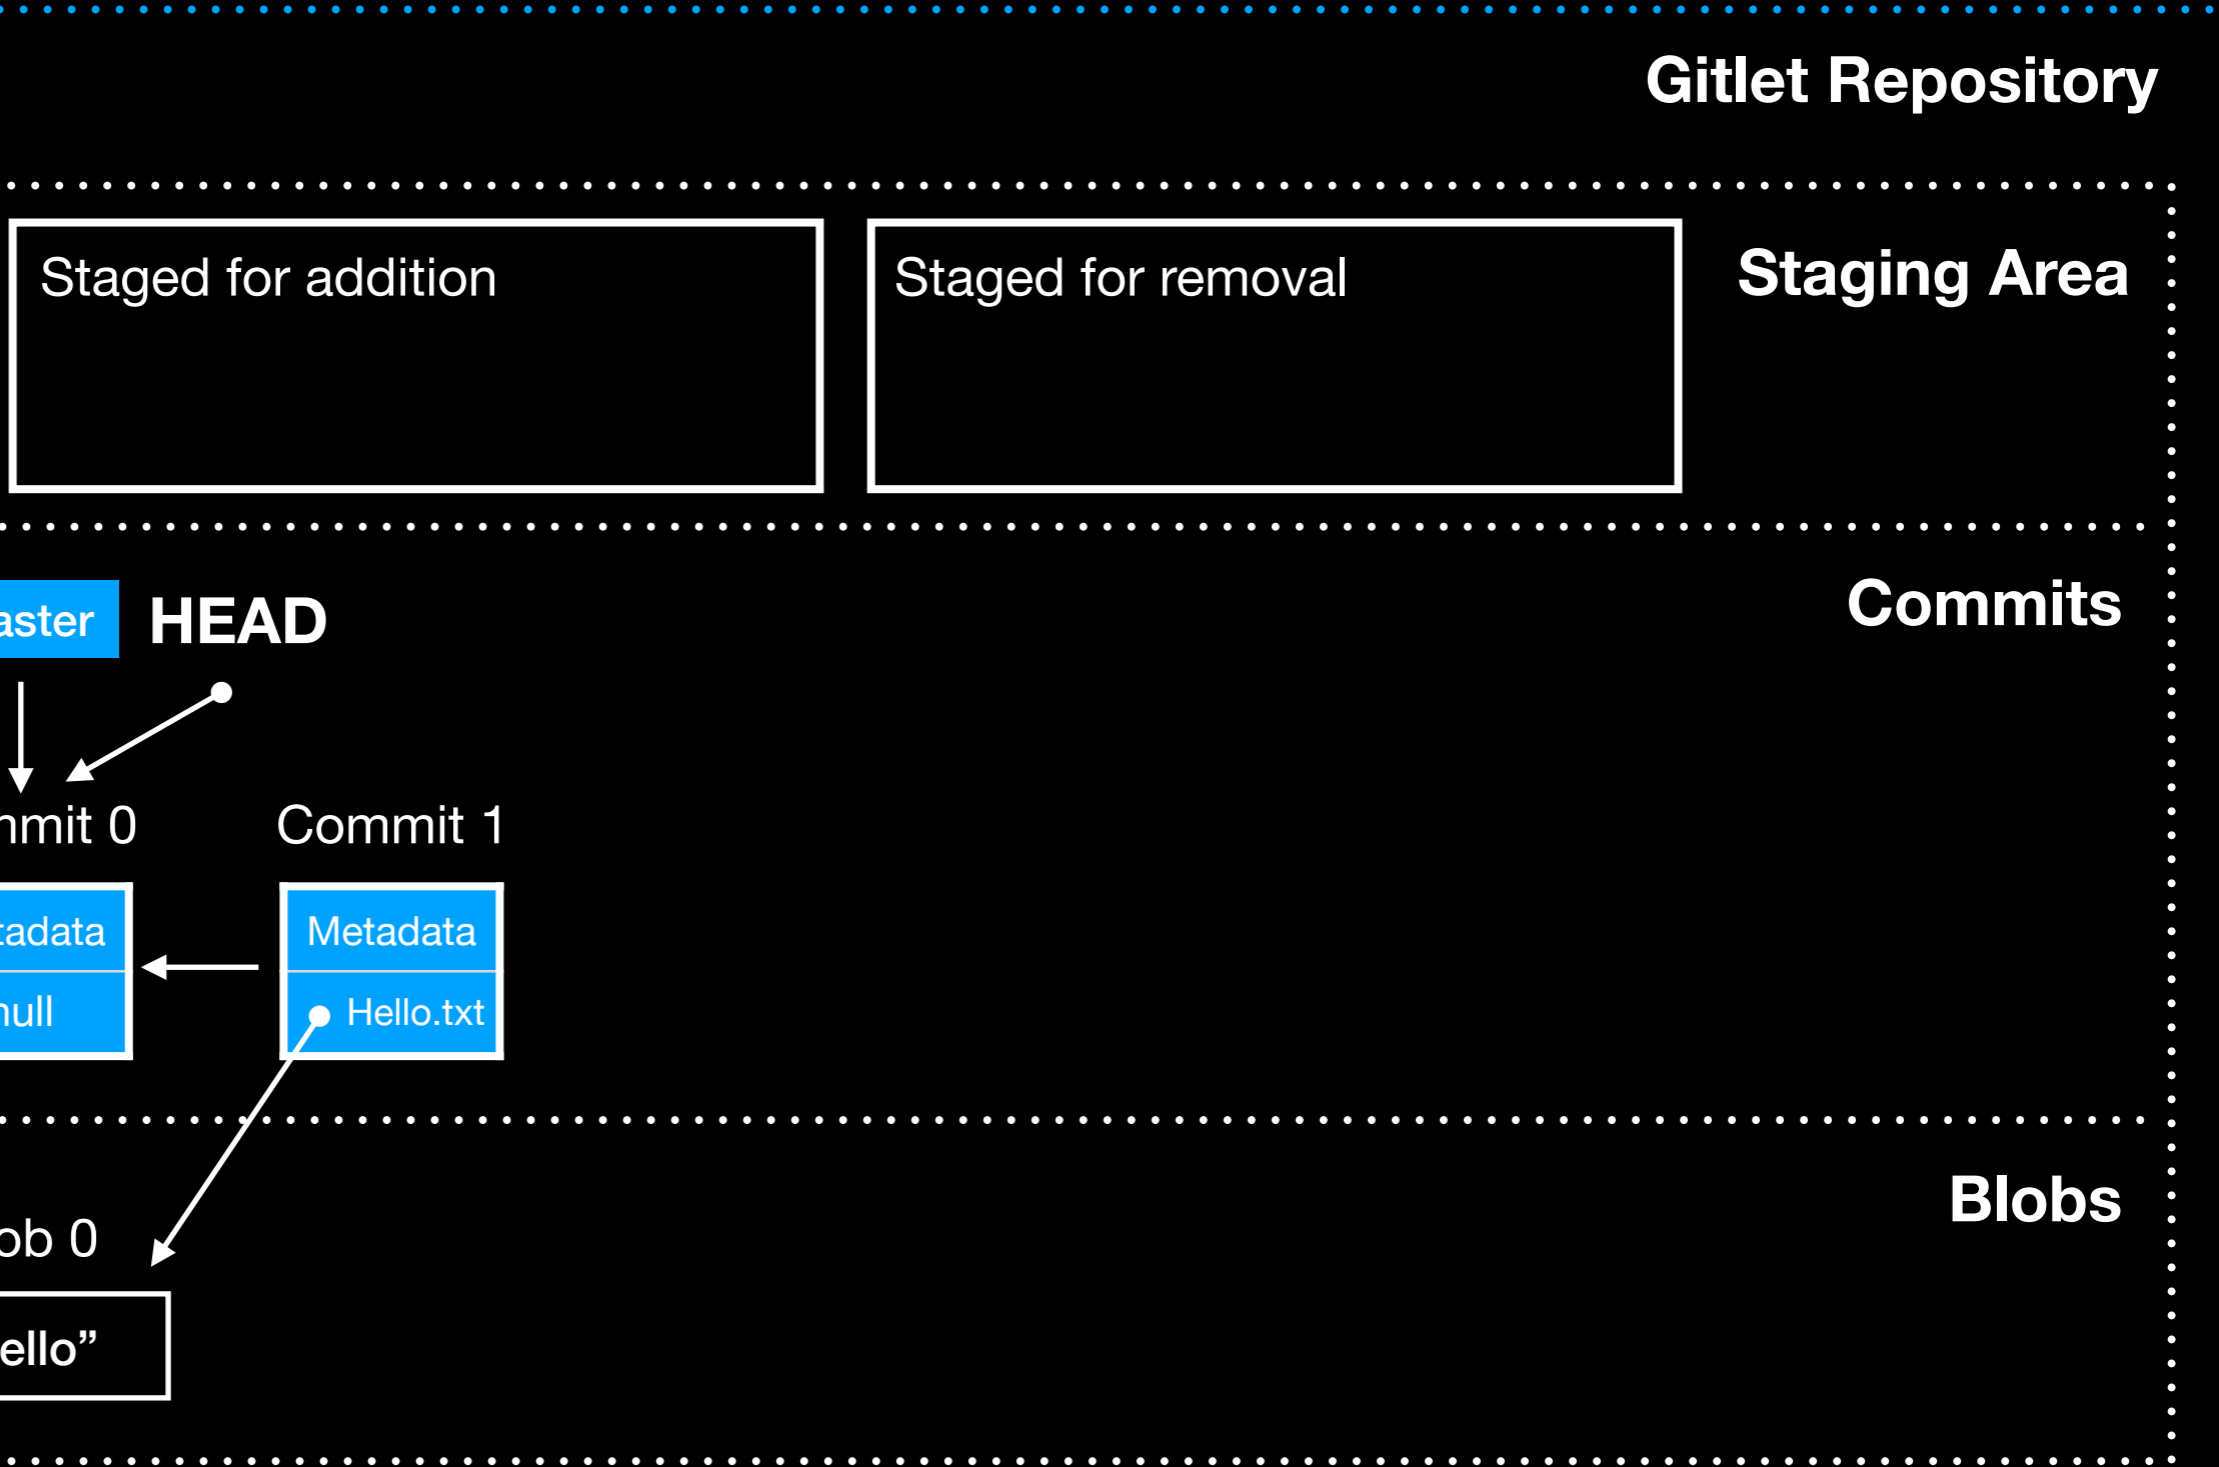 Gitlet Repository
Staged for addition
Staged for removal
Staging Area
aster
HEAD
Commits
mmit 0
Commit 1
tadata
Metadata
null
Hello.txt
Blobs
ob 0
ello”